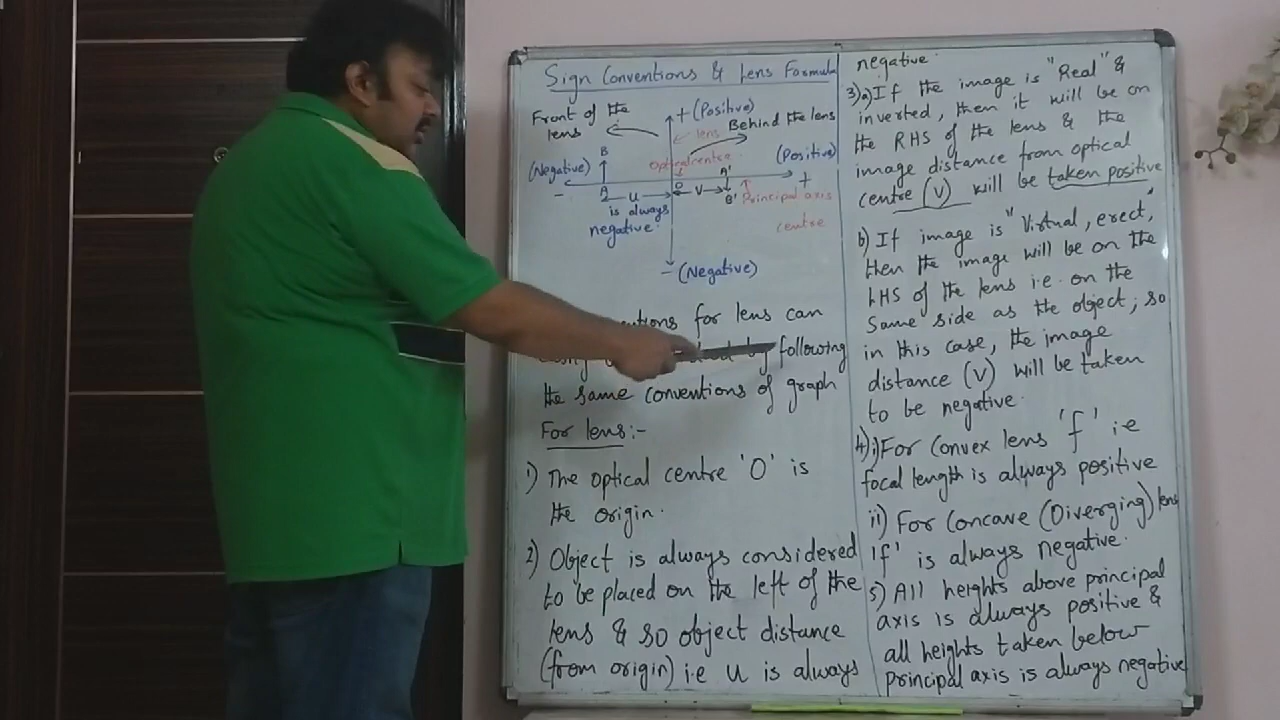 Sign Conventions & Lens Formula
Front of the
lens
+ (Positive)
lens
Behind the lens
B
Optical centre
(Negative)
(Positive)
-
A
u
O
V
A'
+
B'
Principal axis
is always
negative.
centre
- (Negative)
for lens can
by following
the same conventions of graph
For lens:-
1) The optical centre 'O' is
the origin.
2) Object is always considered
to be placed on the left of the
lens & so object distance
(from origin) i.e u is always
negative.
3) a) If the image is "Real" &
inverted, then it will be on
the RHS of the lens & the
image distance from optical
centre (V) will be taken positive
b) If image is "Virtual, erect,
then the image will be on the
LHS of the lens i.e. on the
Same side as the object; so
in this case, the image
distance (V) will be taken
to be negative.
4) i) For Convex lens 'f' i.e
focal length is always positive
ii) For Concave (Diverging) lens
'f' is always negative.
5) All heights above principal
axis is always positive &
all heights taken below
principal axis is always negative